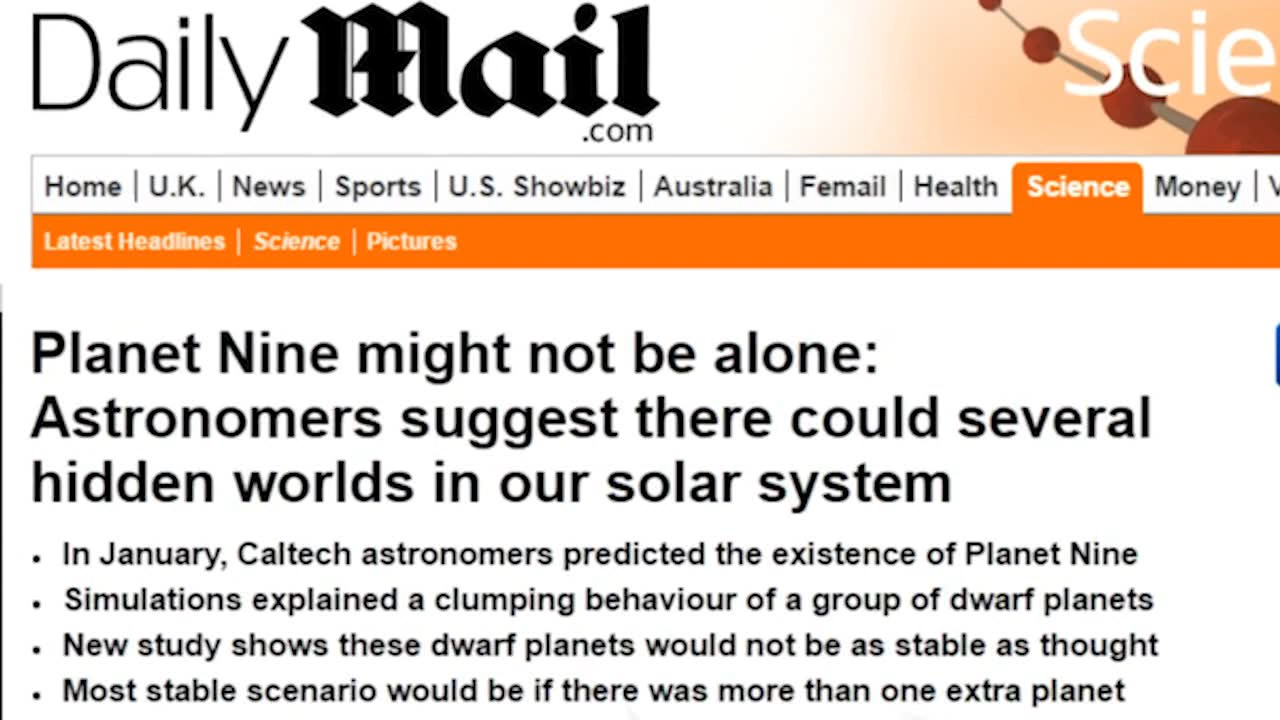 Daily Mail
.com
Scie
Home | U.K. | News | Sports | U.S. Showbiz | Australia | Femail | Health | Science | Money | V
Latest Headlines | Science | Pictures
Planet Nine might not be alone:
Astronomers suggest there could several
hidden worlds in our solar system
• In January, Caltech astronomers predicted the existence of Planet Nine
• Simulations explained a clumping behaviour of a group of dwarf planets
• New study shows these dwarf planets would not be as stable as thought
• Most stable scenario would be if there was more than one extra planet